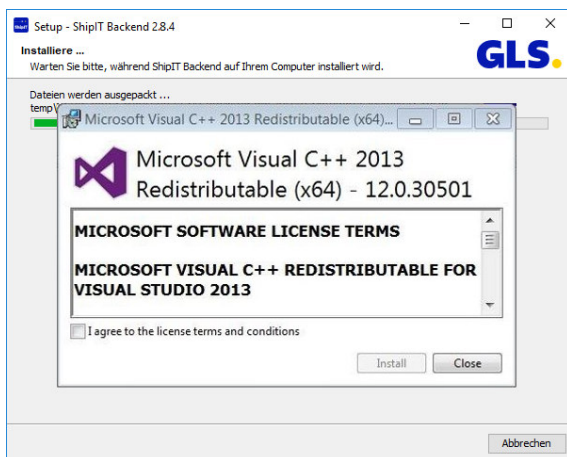 ShipIT
Setup - ShipIT Backend 2.8.4
Installiere ...
Warten Sie bitte, während ShipIT Backend auf Ihrem Computer installiert wird.
GLS.
Dateien werden ausgepackt ...
temp\
Microsoft Visual C++ 2013 Redistributable (x64)...
Microsoft Visual C++ 2013
Redistributable (x64) - 12.0.30501
MICROSOFT SOFTWARE LICENSE TERMS
MICROSOFT VISUAL C++ REDISTRIBUTABLE FOR
VISUAL STUDIO 2013
I agree to the license terms and conditions
Install
Close
Abbrechen